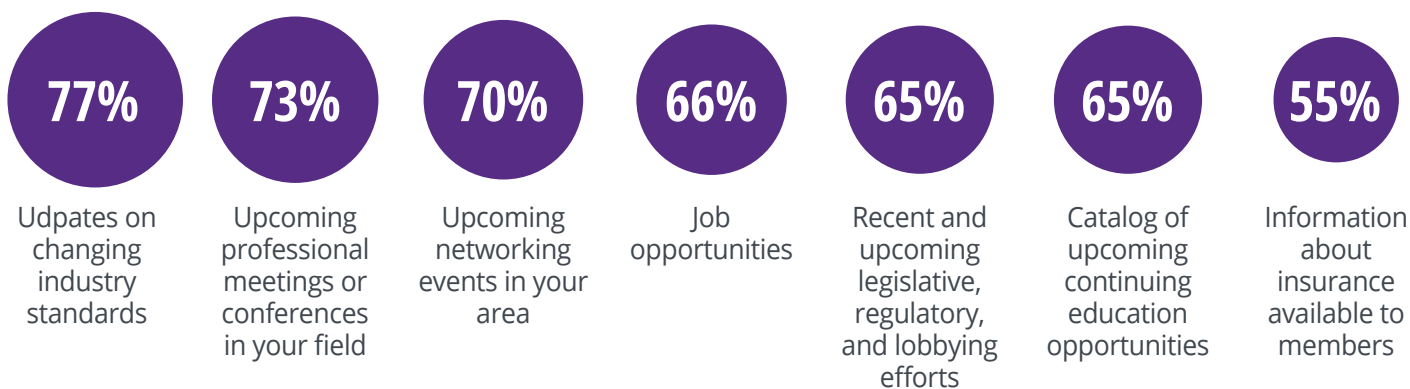 77%
73%
70%
66%
65%
65%
55%
Udpates on
changing
industry
standards
Upcoming
professional
meetings or
conferences
in your field
Upcoming
networking
events in your
area
Job
opportunities
Recent and
upcoming
legislative,
regulatory,
and lobbying
efforts
Catalog of
upcoming
continuing
education
opportunities
Information
about
insurance
available to
members